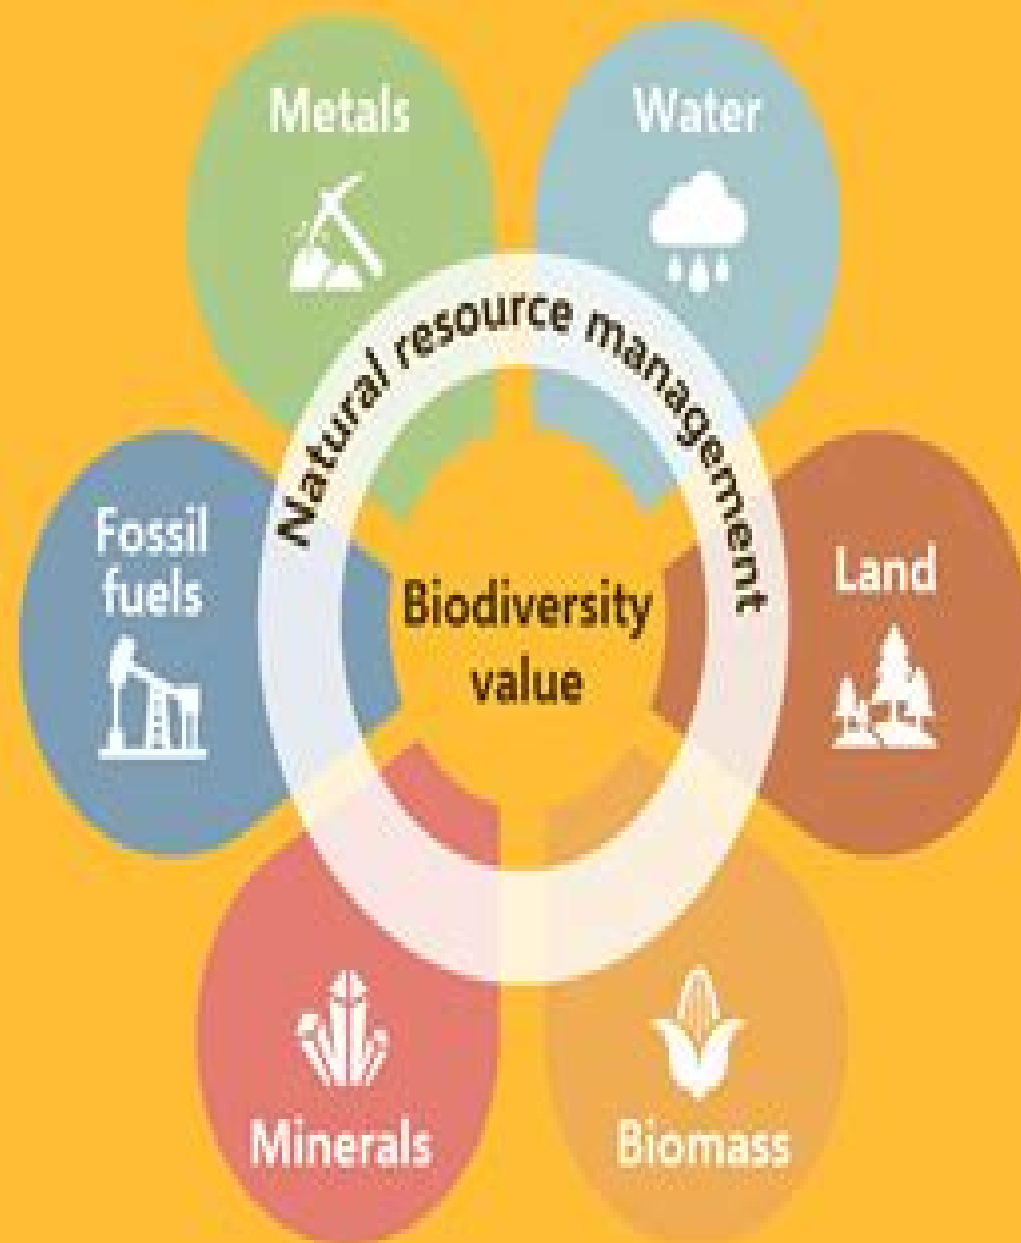 Metals
Water
Natural resource management
Fossil
fuels
Land
Biodiversity
value
Minerals
Biomass